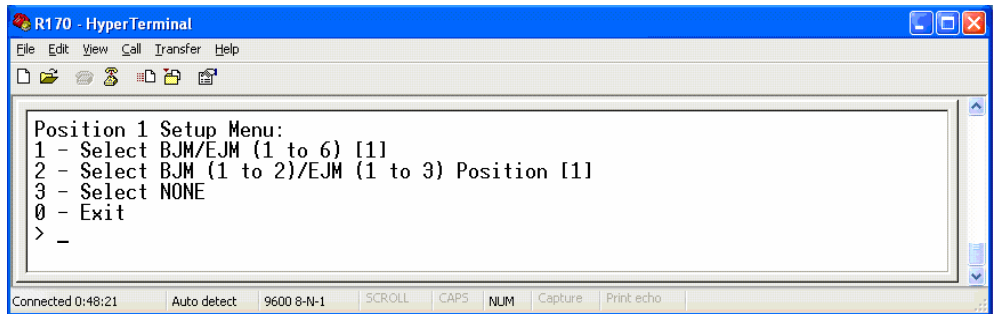 R170 - HyperTerminal
File Edit View Call Transfer Help
Position 1 Setup Menu:
1 - Select BJM/EJM (1 to 6) [1]
2 - Select BJM (1 to 2)/EJM (1 to 3) Position [1]
3 - Select NONE
0 - Exit
> _
Connected 0:48:21 Auto detect 9600 8-N-1 SCROLL CAPS NUM Capture Print echo